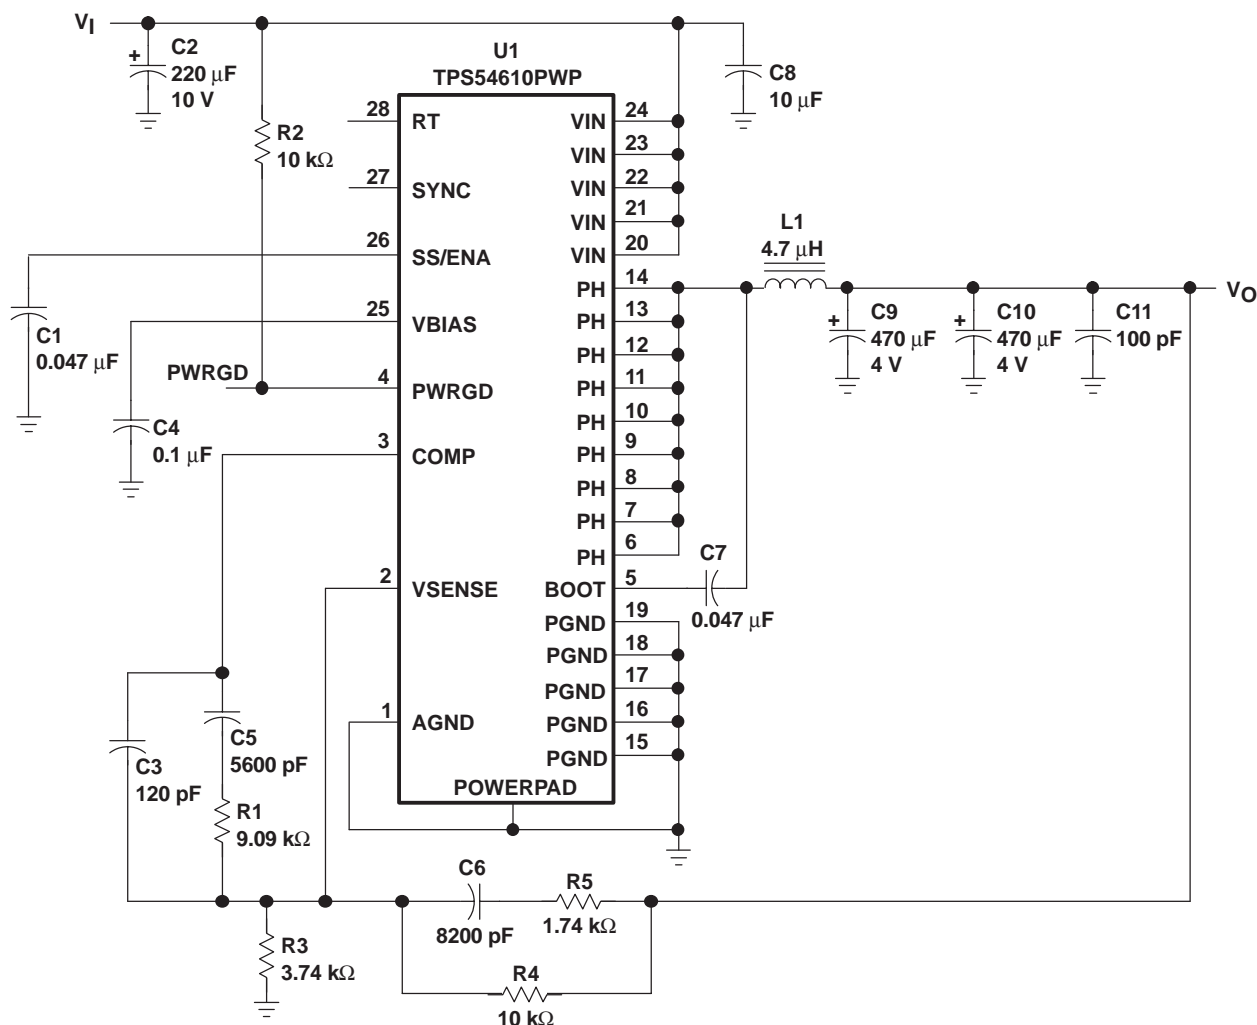 VI
C2
220 μF
10 V
+
R2
10 kΩ
U1
TPS54610PWP
C8
10 μF
28
RT
27
SYNC
26
SS/ENA
25
VBIAS
4
PWRGD
3
COMP
2
VSENSE
1
AGND
POWERPAD
VIN
24
VIN
23
VIN
22
VIN
21
VIN
20
PH
14
PH
13
PH
12
PH
11
PH
10
PH
9
PH
8
PH
7
PH
6
BOOT
5
PGND
19
PGND
18
PGND
17
PGND
16
PGND
15
C1
0.047 μF
PWRGD
C4
0.1 μF
L1
4.7 μH
VO
+
C9
470 μF
4 V
+
C10
470 μF
4 V
C11
100 pF
C7
0.047 μF
C3
120 pF
C5
5600 pF
R1
9.09 kΩ
C6
8200 pF
R5
1.74 kΩ
R3
3.74 kΩ
R4
10 kΩ